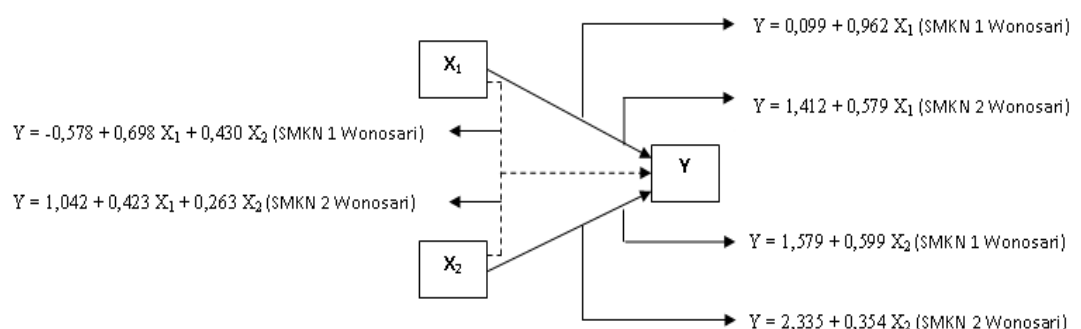 Y = 0,099 + 0,962 X₁ (SMKN 1 Wonosari)
X₁
Y = 1,412 + 0,579 X₁ (SMKN 2 Wonosari)
Y = -0,578 + 0,698 X₁ + 0,430 X₂ (SMKN 1 Wonosari)
Y
Y = 1,042 + 0,423 X₁ + 0,263 X₂ (SMKN 2 Wonosari)
Y = 1,579 + 0,599 X₂ (SMKN 1 Wonosari)
X₂
Y = 2,335 + 0,354 X₂ (SMKN 2 Wonosari)